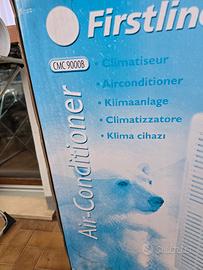 Firstline
CMC 9000B
Air-Conditioner
• Climatiseur
• Airconditioner
• Klimaanlage
• Climatizzatore
• Klima cihazı